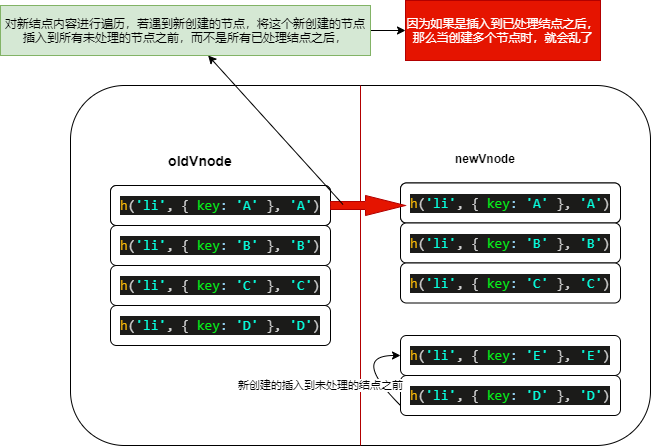 对新结点内容进行遍历，若遇到新创建的节点，将这个新创建的节点
插入到所有未处理的节点之前，而不是所有已处理结点之后，
因为如果是插入到已处理结点之后，
那么当创建多个节点时，就会乱了
oldVnode
h('li', { key: 'A' }, 'A')
h('li', { key: 'B' }, 'B')
h('li', { key: 'C' }, 'C')
h('li', { key: 'D' }, 'D')
newVnode
h('li', { key: 'A' }, 'A')
h('li', { key: 'B' }, 'B')
h('li', { key: 'C' }, 'C')
h('li', { key: 'E' }, 'E')
新创建的插入到未处理的结点之前
h('li', { key: 'D' }, 'D')